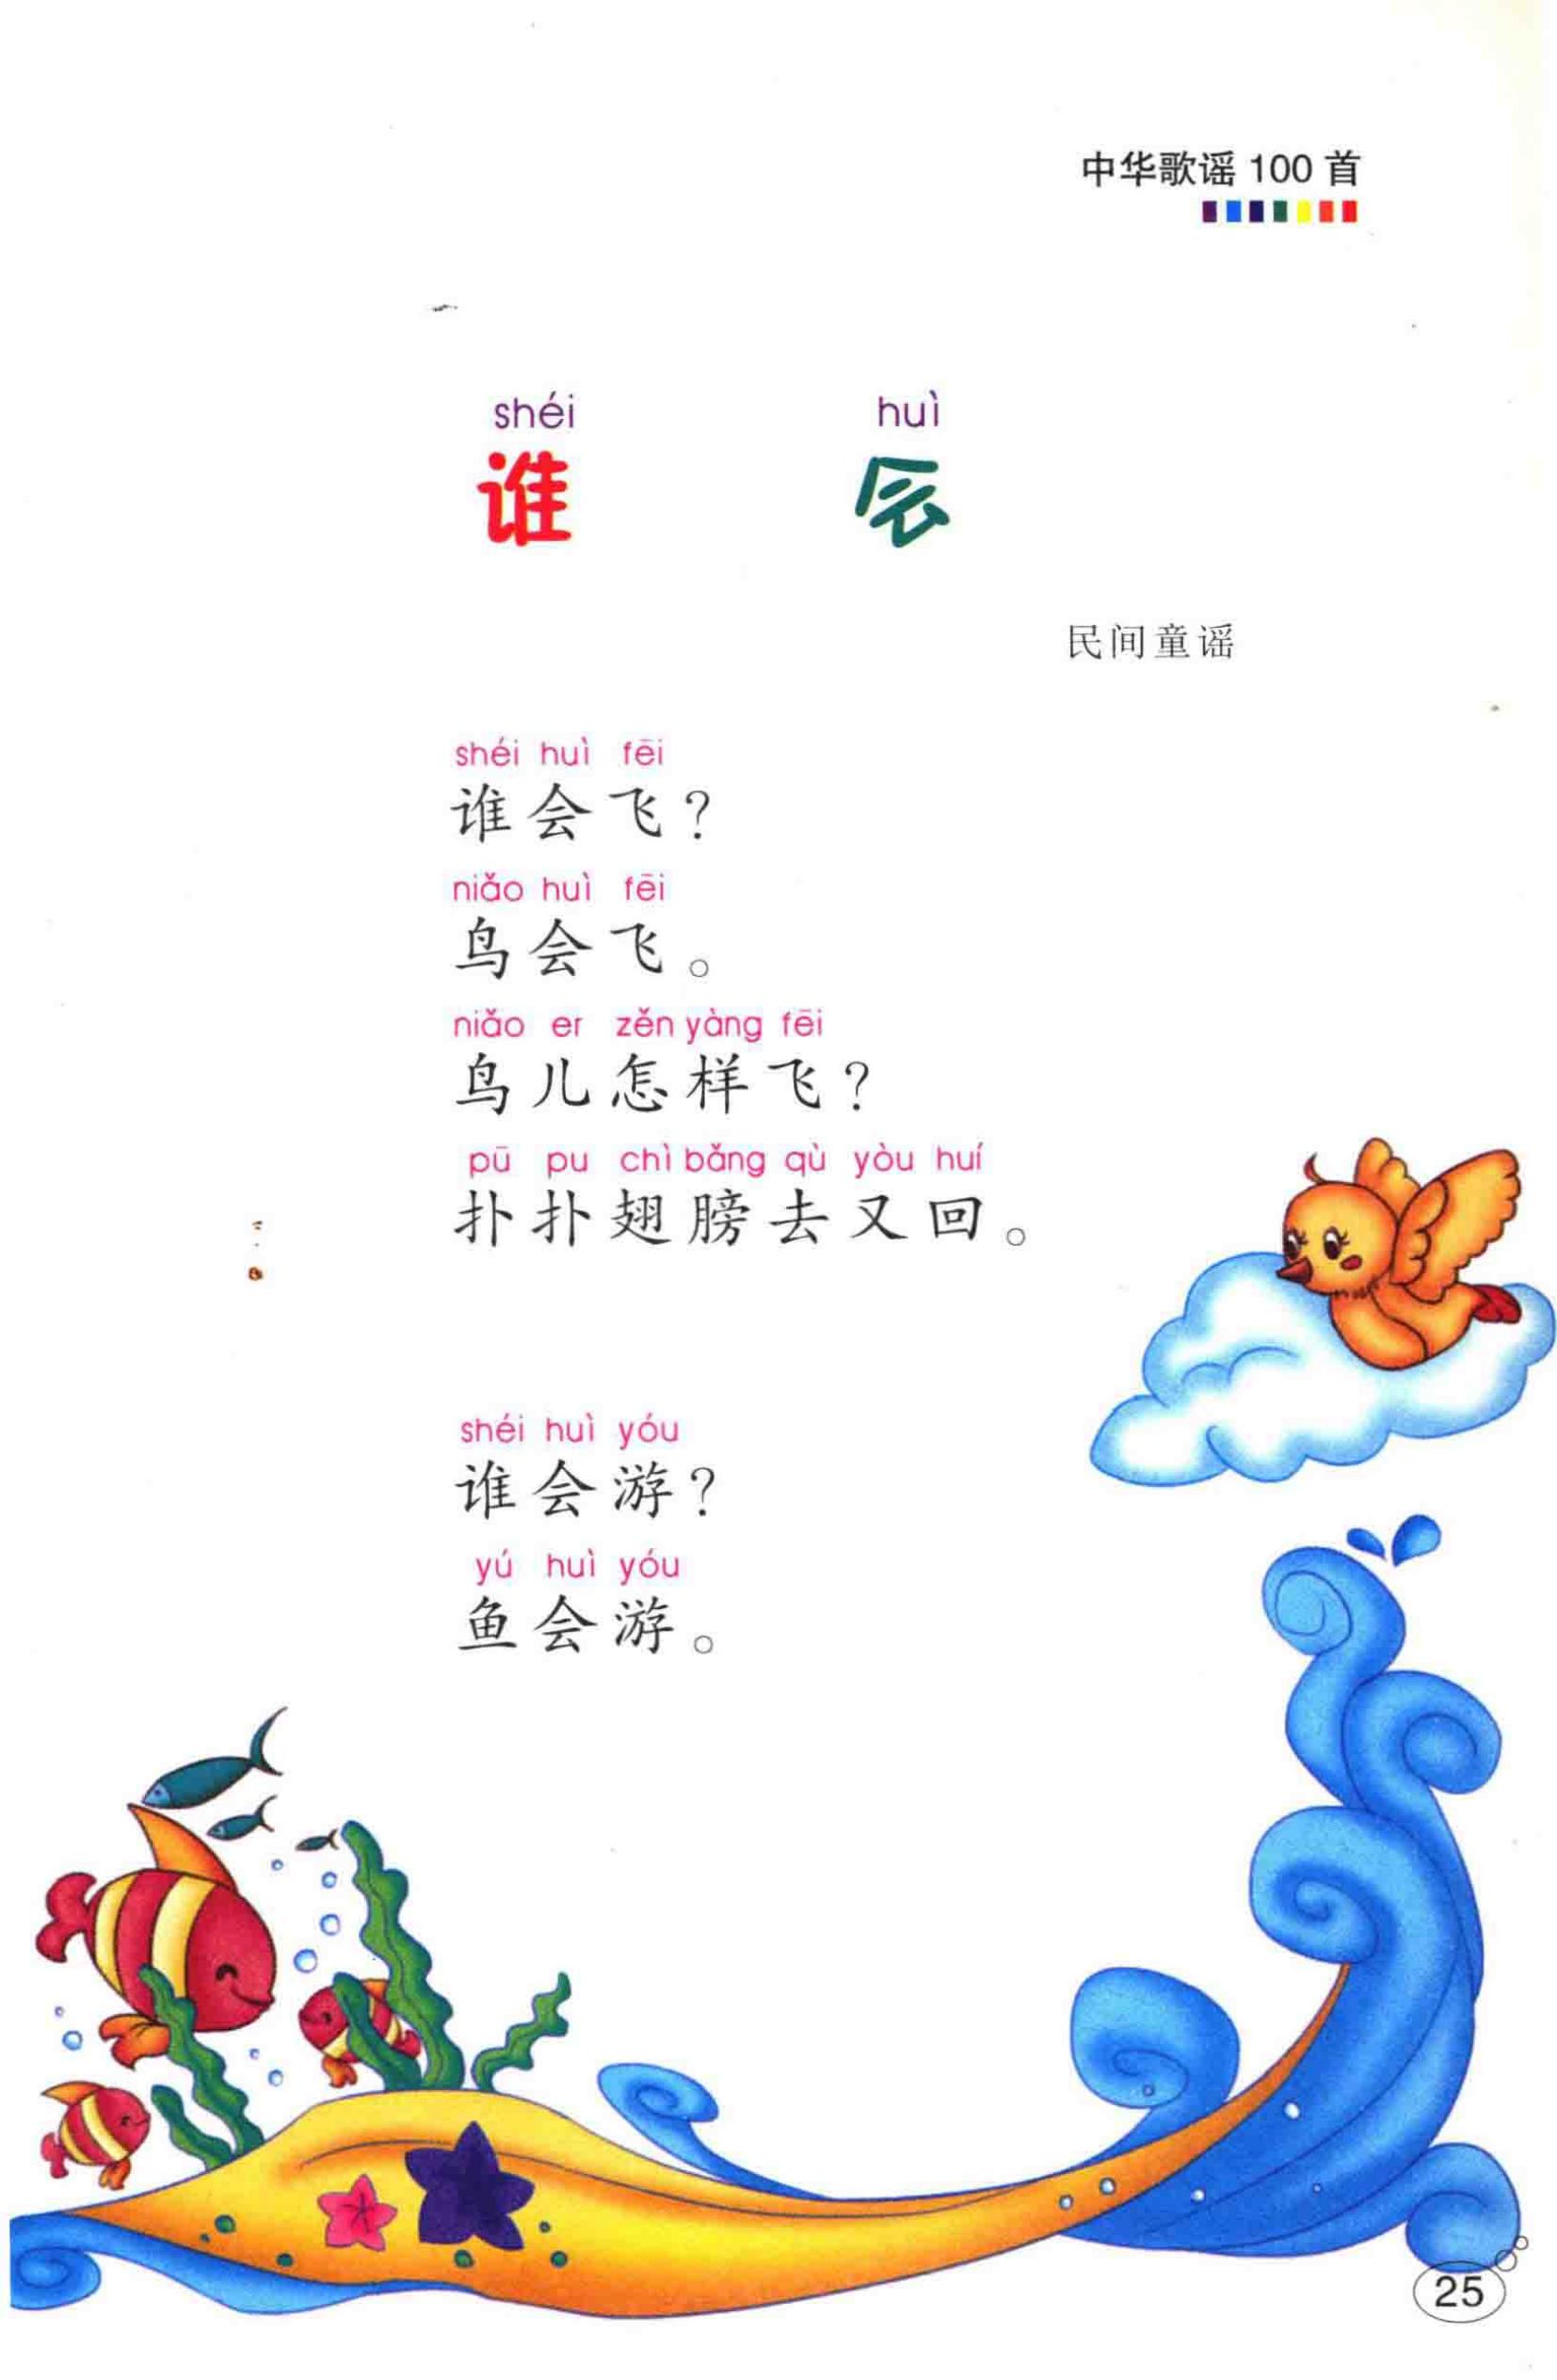 中华歌谣 100 首
shéi huì
谁 会
民间童谣
shéi huì fēi
谁会飞？
niǎo huì fēi
鸟会飞。
niǎo er zěn yàng fēi
鸟儿怎样飞？
pū pu chì bǎng qù yòu huí
扑扑翅膀去又回。
shéi huì yóu
谁会游？
yú huì yóu
鱼会游。
25